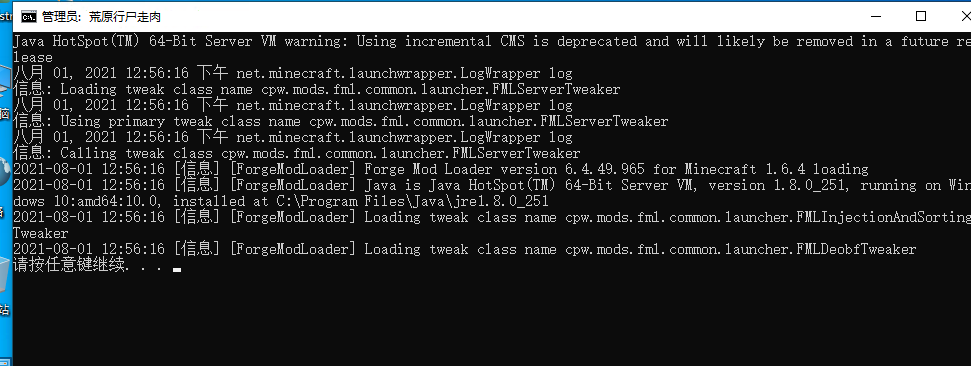 管理员: 荒原行尸走肉
Java HotSpot(TM) 64-Bit Server VM warning: Using incremental CMS is deprecated and will likely be removed in a future re
lease
八月 01, 2021 12:56:16 下午 net.minecraft.launchwrapper.LogWrapper log
信息: Loading tweak class name cpw.mods.fml.common.launcher.FMLServerTweaker
八月 01, 2021 12:56:16 下午 net.minecraft.launchwrapper.LogWrapper log
信息: Using primary tweak class name cpw.mods.fml.common.launcher.FMLServerTweaker
八月 01, 2021 12:56:16 下午 net.minecraft.launchwrapper.LogWrapper log
信息: Calling tweak class cpw.mods.fml.common.launcher.FMLServerTweaker
2021-08-01 12:56:16 [信息] [ForgeModLoader] Forge Mod Loader version 6.4.49.965 for Minecraft 1.6.4 loading
2021-08-01 12:56:16 [信息] [ForgeModLoader] Java is Java HotSpot(TM) 64-Bit Server VM, version 1.8.0_251, running on Win
dows 10:amd64:10.0, installed at C:\Program Files\Java\jre1.8.0_251
2021-08-01 12:56:16 [信息] [ForgeModLoader] Loading tweak class name cpw.mods.fml.common.launcher.FMLInjectionAndSorting
Tweaker
2021-08-01 12:56:16 [信息] [ForgeModLoader] Loading tweak class name cpw.mods.fml.common.launcher.FMLDeobfTweaker
请按任意键继续. . .
str
脑
站